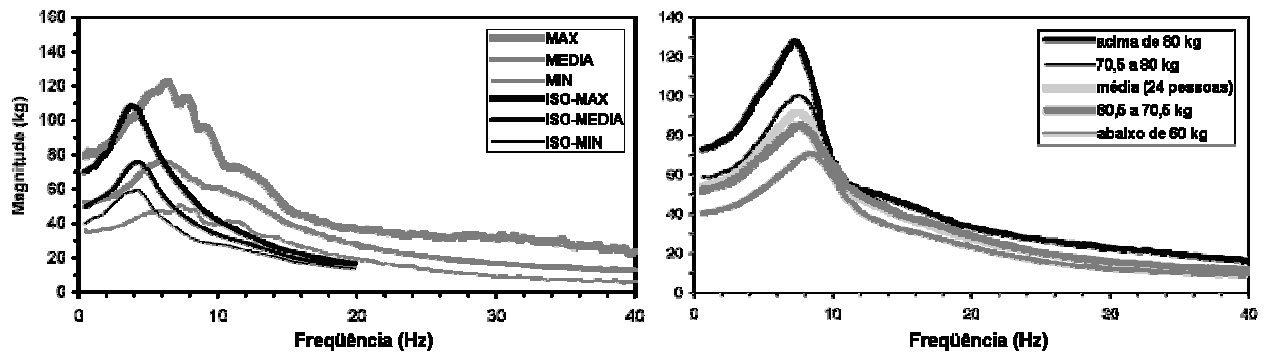 Magnitude (kg)
160
140
120
100
80
60
40
20
0
0 10 20 30 40
Freqüência (Hz)
MAX
MEDIA
MIN
ISO-MAX
ISO-MEDIA
ISO-MIN
140
120
100
80
60
40
20
0
0 10 20 30 40
Freqüência (Hz)
acima de 80 kg
70,5 a 80 kg
média (24 pessoas)
60,5 a 70,5 kg
abaixo de 60 kg